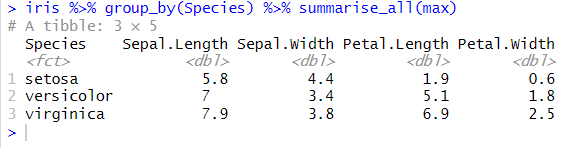 > iris %>% group_by(Species) %>% summarise_all(max)
# A tibble: 3 × 5
  Species    Sepal.Length Sepal.Width Petal.Length Petal.Width
  <fct>             <dbl>       <dbl>        <dbl>       <dbl>
1 setosa              5.8         4.4          1.9         0.6
2 versicolor          7           3.4          5.1         1.8
3 virginica           7.9         3.8          6.9         2.5
>